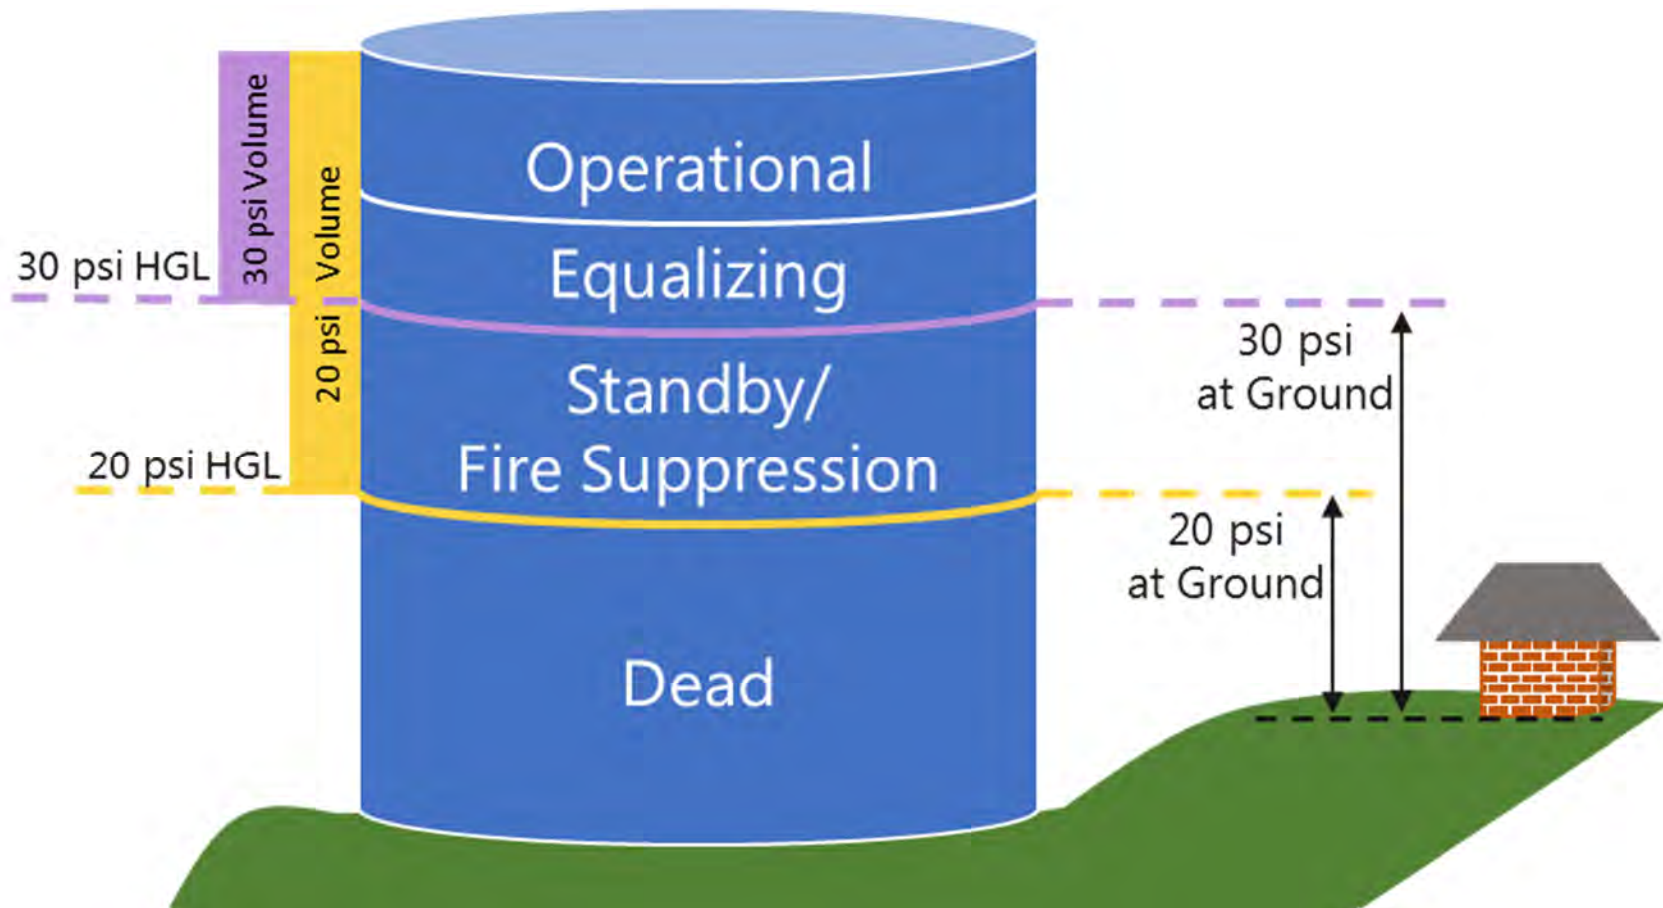 30 psi Volume
20 psi Volume
Operational
Equalizing
30 psi HGL
Standby/
Fire Suppression
20 psi HGL
Dead
30 psi
at Ground
20 psi
at Ground